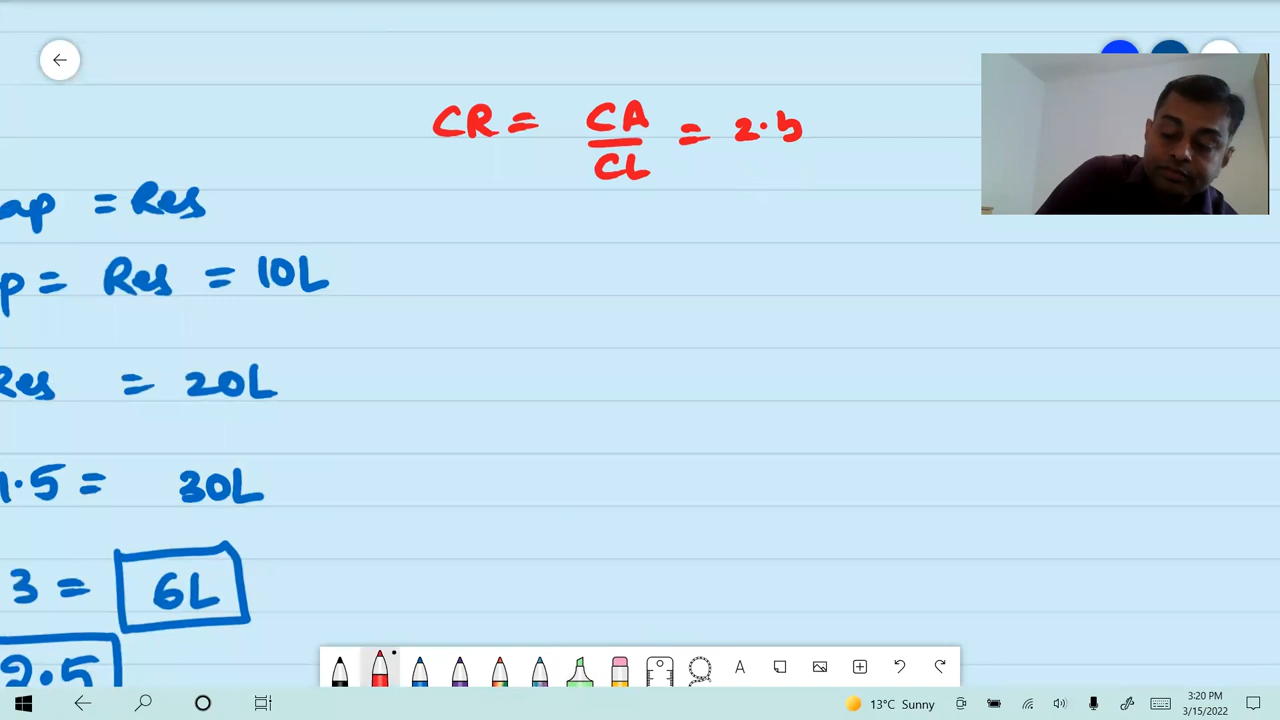 CR = CA/CL = 2.5
ap = Res
p = Res = 10L
Res = 20L
1.5 = 30L
3 = 6L
2.5
A
13°C Sunny
3:20 PM
3/15/2022